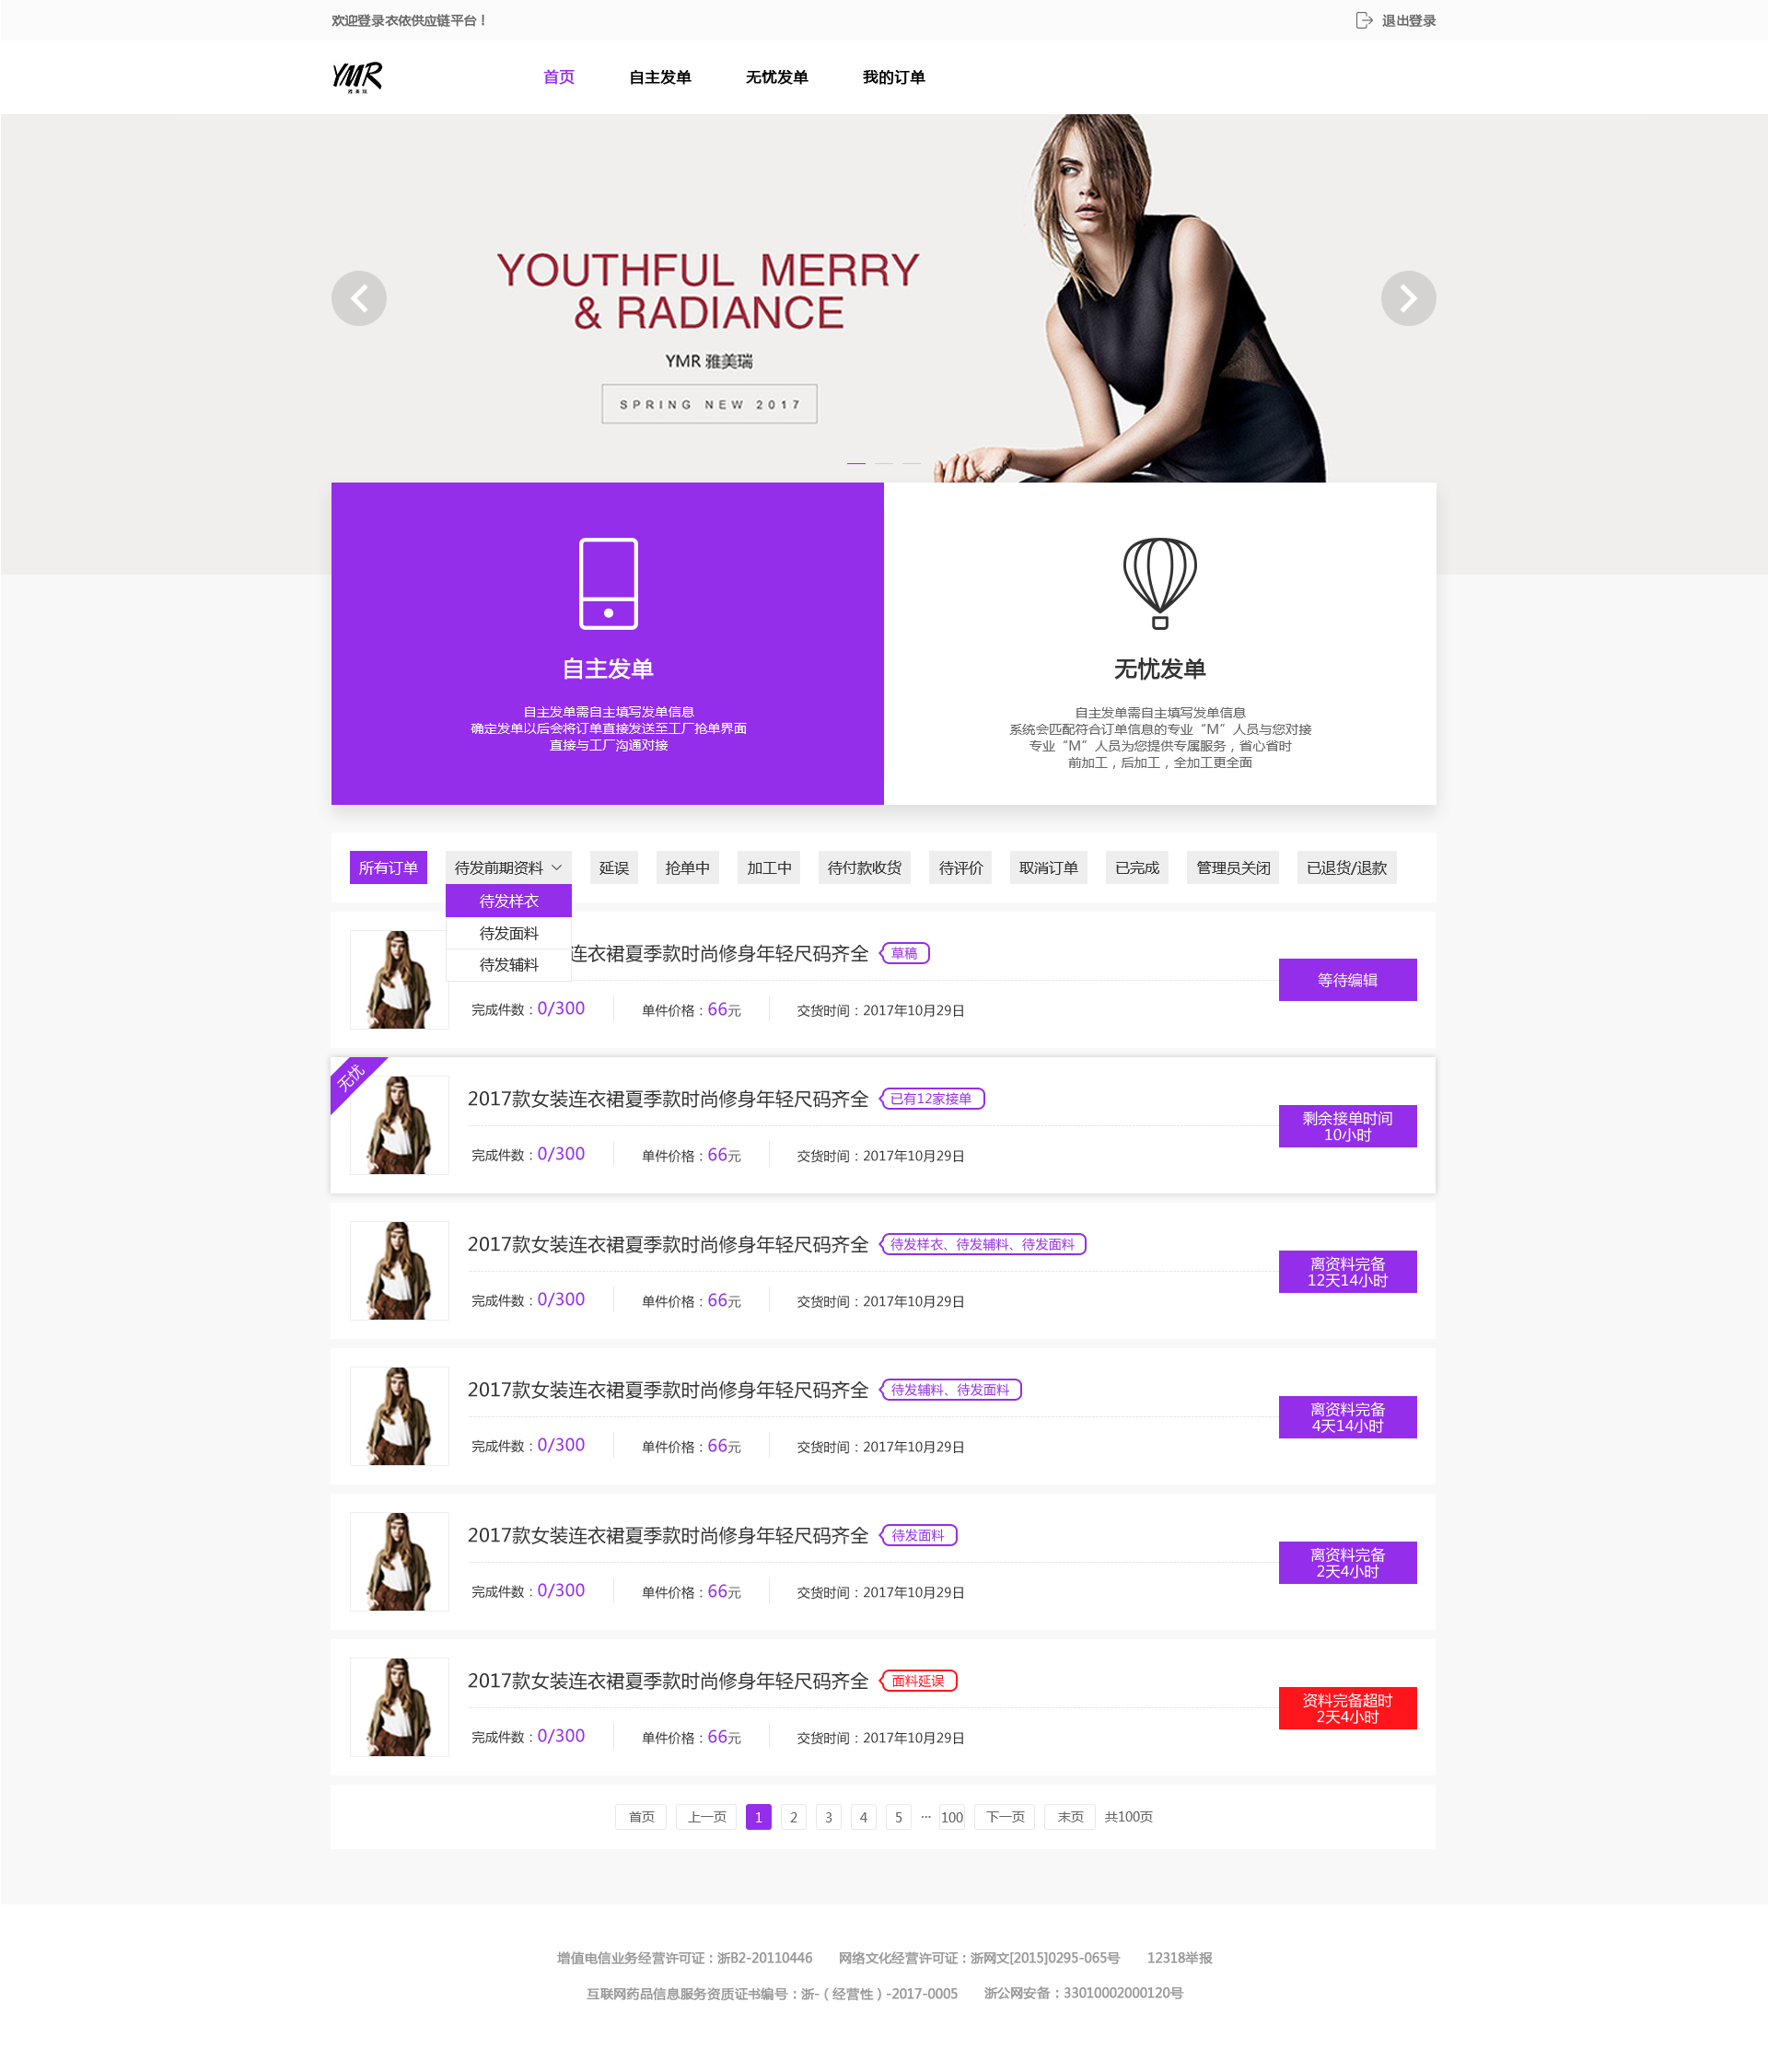 欢迎登录衣依供应链平台！
退出登录
YMR
首页
自主发单
无忧发单
我的订单
YOUTHFUL MERRY
& RADIANCE
YMR 雅美瑞
SPRING NEW 2017
自主发单
自主发单需自主填写发单信息
确定发单以后会将订单直接发送至工厂抢单界面
直接与工厂沟通对接
无忧发单
自主发单需自主填写发单信息
系统会匹配符合订单信息的专业“M”人员与您对接
专业“M”人员为您提供专属服务，省心省时
前加工，后加工，全加工更全面
所有订单
待发前期资料
延误
抢单中
加工中
待付款收货
待评价
取消订单
已完成
管理员关闭
已退货/退款
待发样衣
待发面料
待发辅料
连衣裙夏季款时尚修身年轻尺码齐全
草稿
完成件数：0/300
单件价格：66元
交货时间：2017年10月29日
等待编辑
无忧
2017款女装连衣裙夏季款时尚修身年轻尺码齐全
已有12家接单
完成件数：0/300
单件价格：66元
交货时间：2017年10月29日
剩余接单时间
10小时
2017款女装连衣裙夏季款时尚修身年轻尺码齐全
待发样衣、待发辅料、待发面料
完成件数：0/300
单件价格：66元
交货时间：2017年10月29日
离资料完备
12天14小时
2017款女装连衣裙夏季款时尚修身年轻尺码齐全
待发辅料、待发面料
完成件数：0/300
单件价格：66元
交货时间：2017年10月29日
离资料完备
4天14小时
2017款女装连衣裙夏季款时尚修身年轻尺码齐全
待发面料
完成件数：0/300
单件价格：66元
交货时间：2017年10月29日
离资料完备
2天4小时
2017款女装连衣裙夏季款时尚修身年轻尺码齐全
面料延误
完成件数：0/300
单件价格：66元
交货时间：2017年10月29日
资料完备超时
2天4小时
首页 上一页 1 2 3 4 5 ··· 100 下一页 末页 共100页
增值电信业务经营许可证：浙B2-20110446 网络文化经营许可证：浙网文[2015]0295-065号 12318举报
互联网药品信息服务资质证书编号：浙-（经营性）-2017-0005 浙公网安备：33010002000120号